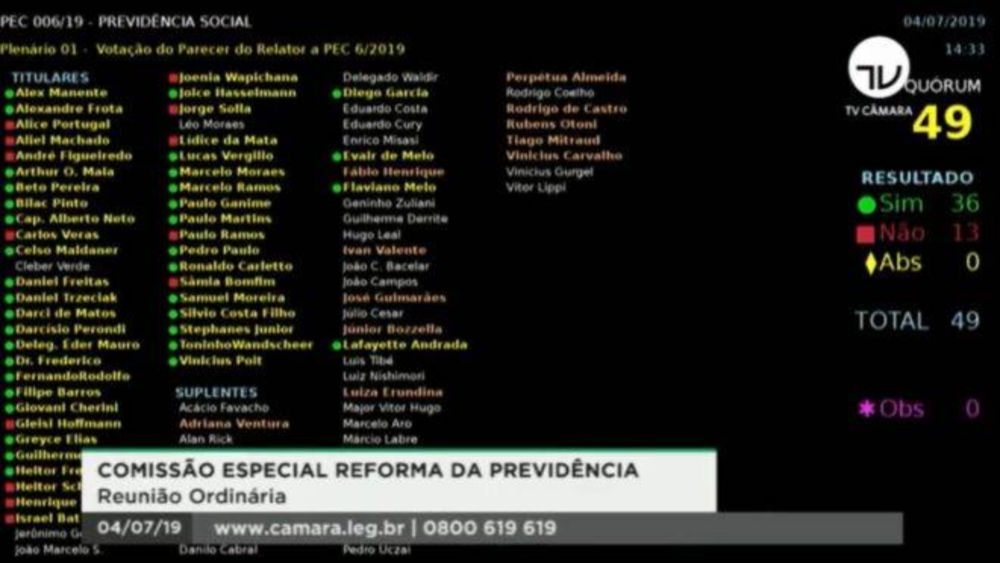 PEC 006/19 - PREVIDÊNCIA SOCIAL
04/07/2019
Plenário 01 - Votação do Parecer do Relator a PEC 6/2019
14:33
TITULARES
Alex Manente
Alexandre Frota
Alice Portugal
Aliel Machado
André Figueiredo
Arthur O. Maia
Beto Pereira
Bilac Pinto
Cap. Alberto Neto
Carlos Veras
Celso Maldaner
Cleber Verde
Daniel Freitas
Daniel Trzeciak
Darci de Matos
Darcísio Perondi
Deleg. Éder Mauro
Dr. Frederico
FernandoRodolfo
Filipe Barros
Giovani Cherini
Gleisi Hoffmann
Greyce Elias
Guilherme
Heitor Fre
Heitor Sch
Henrique
Israel Bat
Jerônimo G
João Marcelo S.
Joenia Wapichana
Joice Hasselmann
Jorge Solla
Léo Moraes
Lídice da Mata
Lucas Vergilio
Marcelo Moraes
Marcelo Ramos
Paulo Ganime
Paulo Martins
Paulo Ramos
Pedro Paulo
Ronaldo Carletto
Sâmia Bomfim
Samuel Moreira
Silvio Costa Filho
Stephanes Junior
ToninhoWandscheer
Vinicius Poit
SUPLENTES
Acácio Favacho
Adriana Ventura
Alan Rick
Danilo Cabral
Delegado Waldir
Diego Garcia
Eduardo Costa
Eduardo Cury
Enrico Misasi
Evair de Melo
Fábio Henrique
Flaviano Melo
Geninho Zuliani
Guilherme Derrite
Hugo Leal
Ivan Valente
João C. Bacelar
João Campos
José Guimarães
Júlio Cesar
Júnior Bozzella
Lafayette Andrada
Luis Tibé
Luiz Nishimori
Luiza Erundina
Major Vitor Hugo
Marcelo Aro
Márcio Labre
Pedro Uczai
Perpétua Almeida
Rodrigo Coelho
Rodrigo de Castro
Rubens Otoni
Tiago Mitraud
Vinicius Carvalho
Vinicius Gurgel
Vitor Lippi
TV
TV CÂMARA
QUÓRUM
49
RESULTADO
Sim 36
Não 13
Abs 0
TOTAL 49
Obs 0
COMISSÃO ESPECIAL REFORMA DA PREVIDÊNCIA
Reunião Ordinária
04/07/19 www.camara.leg.br | 0800 619 619